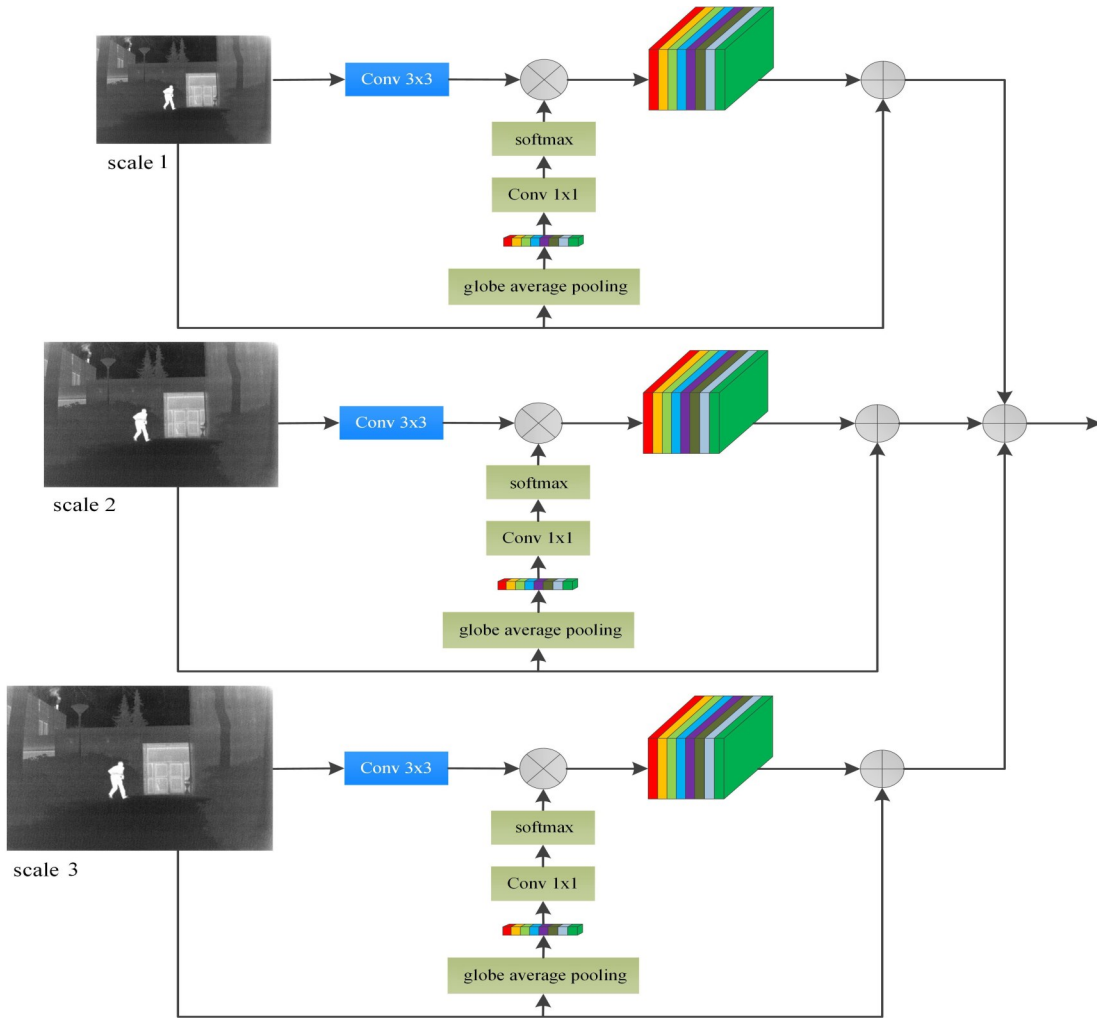 Conv 3x3
softmax
scale 1
Conv 1x1
globe average pooling
Conv 3x3
softmax
scale 2
Conv 1x1
globe average pooling
Conv 3x3
softmax
scale 3
Conv 1x1
globe average pooling